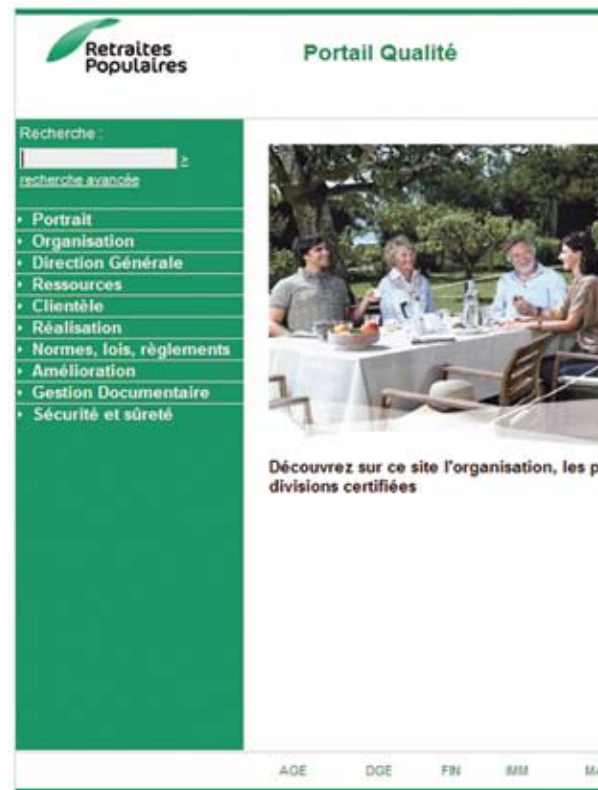 Retraites
Populaires
Portail Qualité
Recherche :
>
recherche avancée
Portrait
Organisation
Direction Générale
Ressources
Clientèle
Réalisation
Normes, lois, règlements
Amélioration
Gestion Documentaire
Sécurité et sûreté
Découvrez sur ce site l'organisation, les p
divisions certifiées
AGE DGE FIN IMM MA